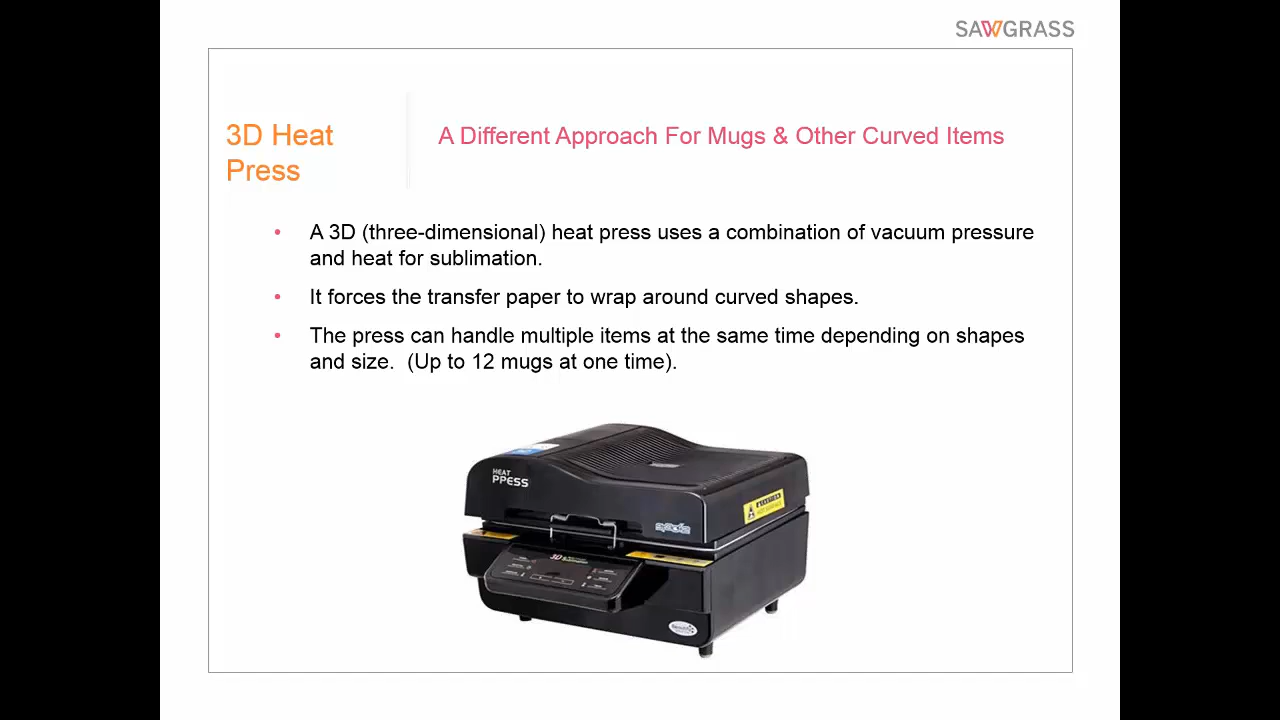 SAWGRASS
3D Heat
Press
A Different Approach For Mugs & Other Curved Items
• A 3D (three-dimensional) heat press uses a combination of vacuum pressure
and heat for sublimation.
• It forces the transfer paper to wrap around curved shapes.
• The press can handle multiple items at the same time depending on shapes
and size. (Up to 12 mugs at one time).
HEAT
PPESS
3D